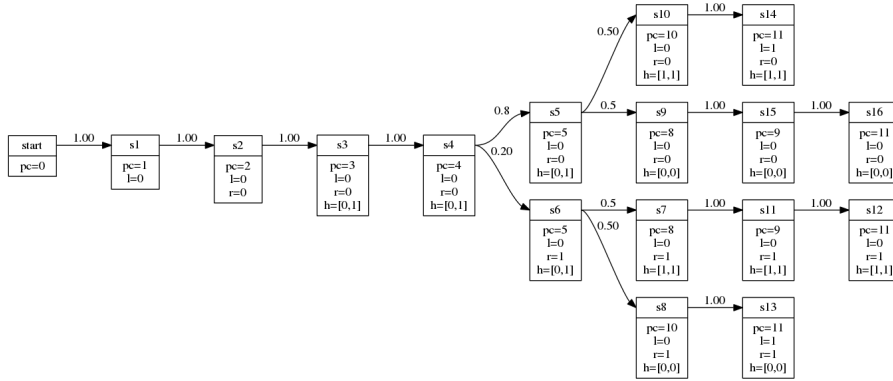 start
pc=0
1.00
s1
pc=1
l=0
1.00
s2
pc=2
l=0
r=0
1.00
s3
pc=3
l=0
r=0
h=[0,1]
1.00
s4
pc=4
l=0
r=0
h=[0,1]
0.8
0.20
s5
pc=5
l=0
r=0
h=[0,1]
0.50
0.5
s10
pc=10
l=0
r=0
h=[1,1]
1.00
s14
pc=11
l=1
r=0
h=[1,1]
s9
pc=8
l=0
r=0
h=[0,0]
1.00
s15
pc=9
l=0
r=0
h=[0,0]
1.00
s16
pc=11
l=0
r=0
h=[0,0]
s6
pc=5
l=0
r=1
h=[0,1]
0.5
0.50
s7
pc=8
l=0
r=1
h=[1,1]
1.00
s11
pc=9
l=0
r=1
h=[1,1]
1.00
s12
pc=11
l=0
r=1
h=[1,1]
s8
pc=10
l=0
r=1
h=[0,0]
1.00
s13
pc=11
l=1
r=1
h=[0,0]